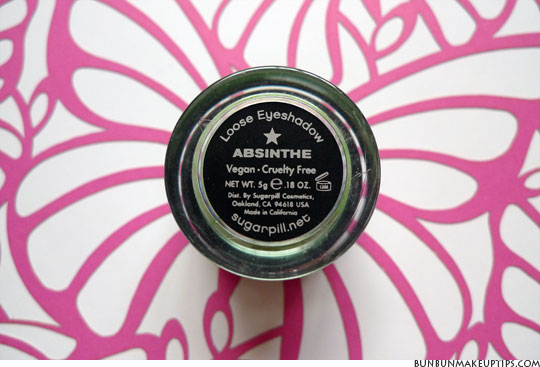 Loose Eyeshadow
ABSINTHE
Vegan · Cruelty Free
NET WT. 5g e .18 OZ.
Dist. By Sugarpill Cosmetics,
Oakland, CA 94618 USA
Made in California
sugarpill.net
BUNBUNMAKEUPTIPS.COM